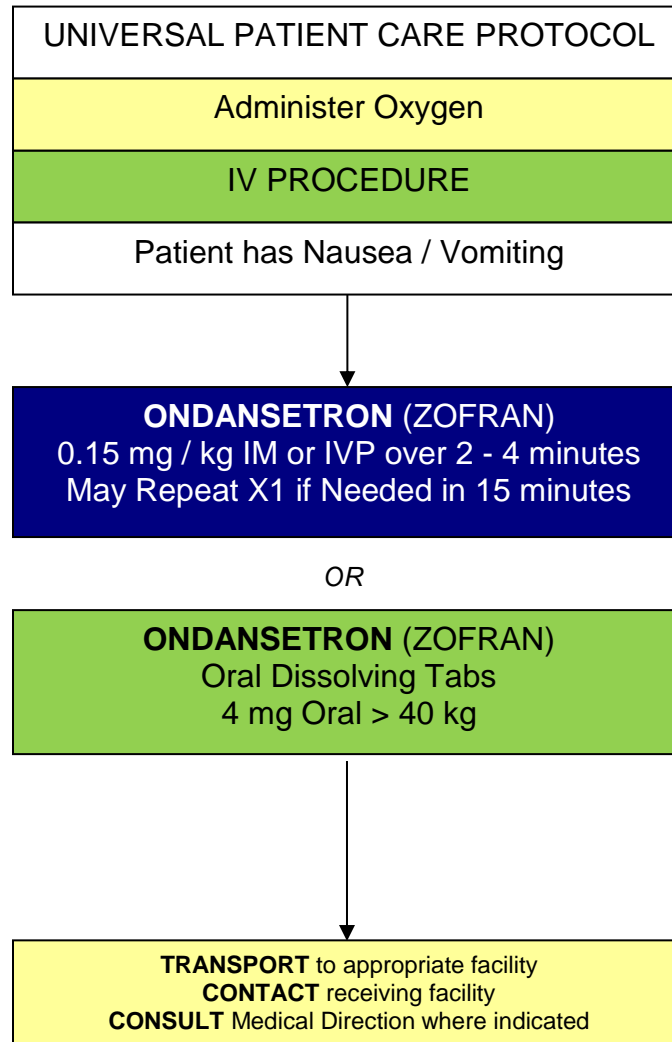 UNIVERSAL PATIENT CARE PROTOCOL
Administer Oxygen
IV PROCEDURE
Patient has Nausea / Vomiting
ONDANSETRON (ZOFRAN)
0.15 mg / kg IM or IVP over 2 - 4 minutes
May Repeat X1 if Needed in 15 minutes
OR
ONDANSETRON (ZOFRAN)
Oral Dissolving Tabs
4 mg Oral > 40 kg
TRANSPORT to appropriate facility
CONTACT receiving facility
CONSULT Medical Direction where indicated